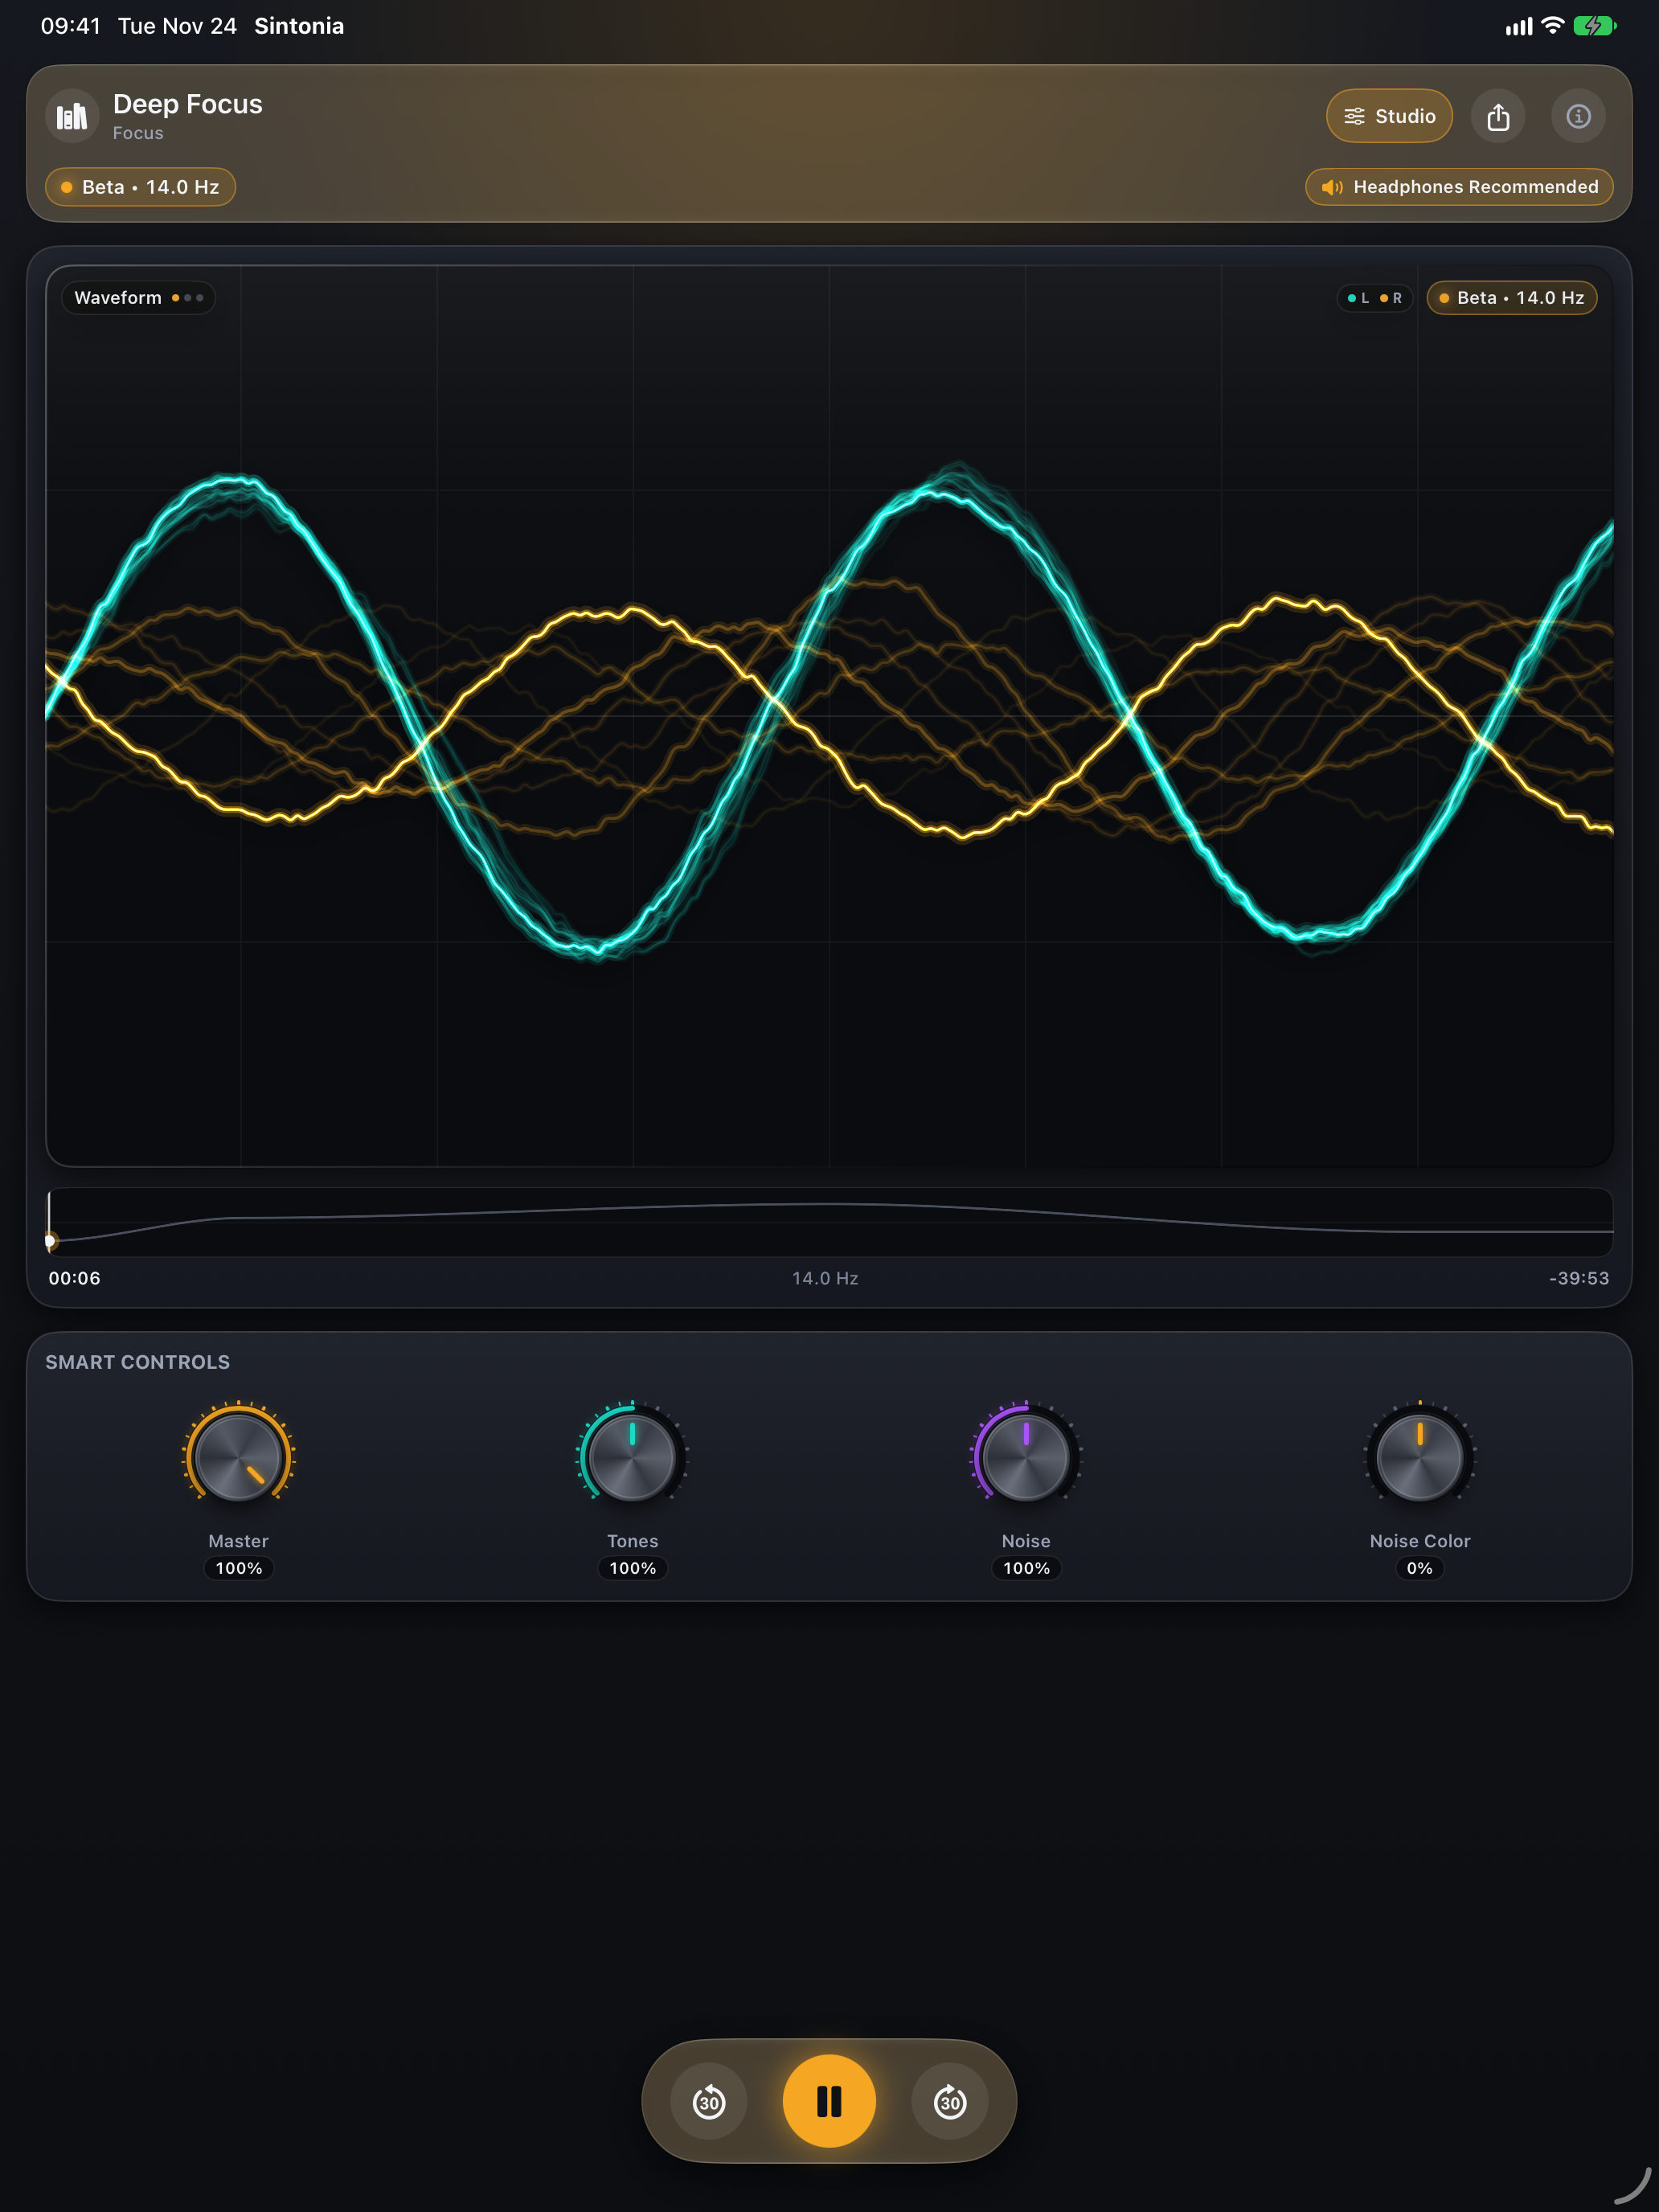 09:41 Tue Nov 24 Sintonia
Deep Focus
Focus
Studio
Beta • 14.0 Hz
Headphones Recommended
Waveform
L R
Beta • 14.0 Hz
00:06
14.0 Hz
-39:53
SMART CONTROLS
Master
Tones
Noise
Noise Color
100%
100%
100%
0%
30
30